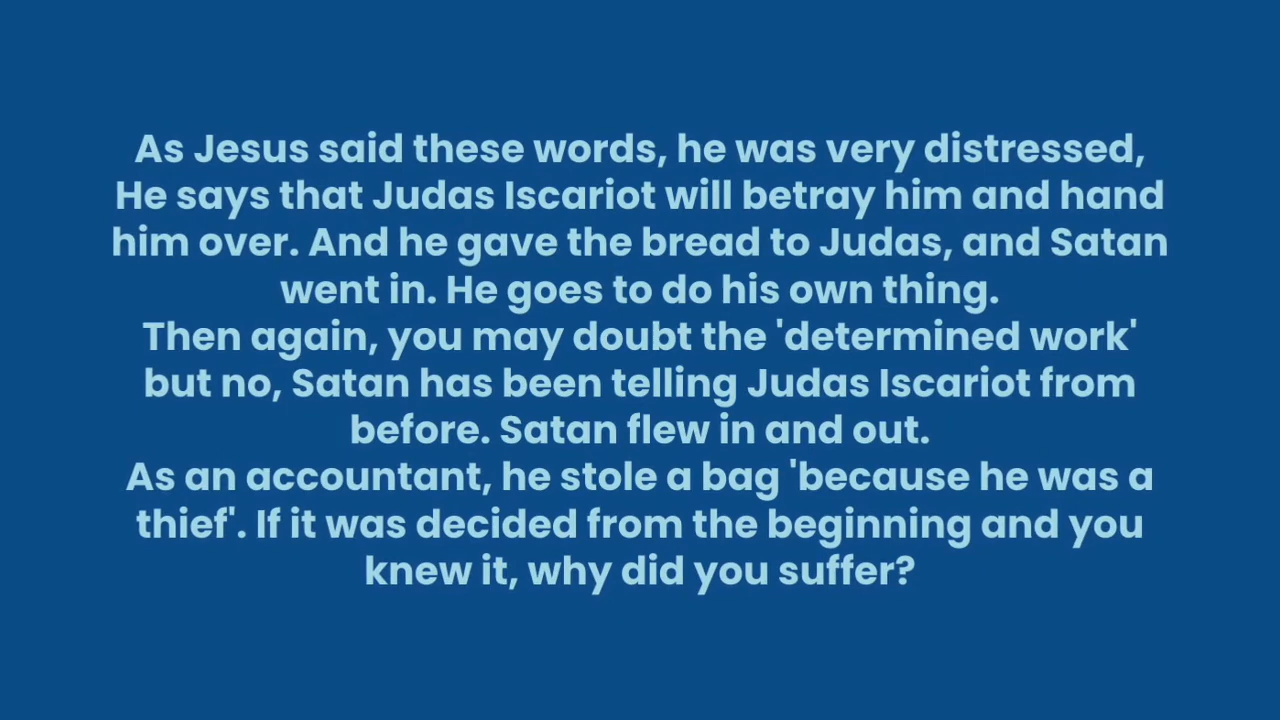 As Jesus said these words, he was very distressed,
He says that Judas Iscariot will betray him and hand
him over. And he gave the bread to Judas, and Satan
went in. He goes to do his own thing.
Then again, you may doubt the 'determined work'
but no, Satan has been telling Judas Iscariot from
before. Satan flew in and out.
As an accountant, he stole a bag 'because he was a
thief'. If it was decided from the beginning and you
knew it, why did you suffer?